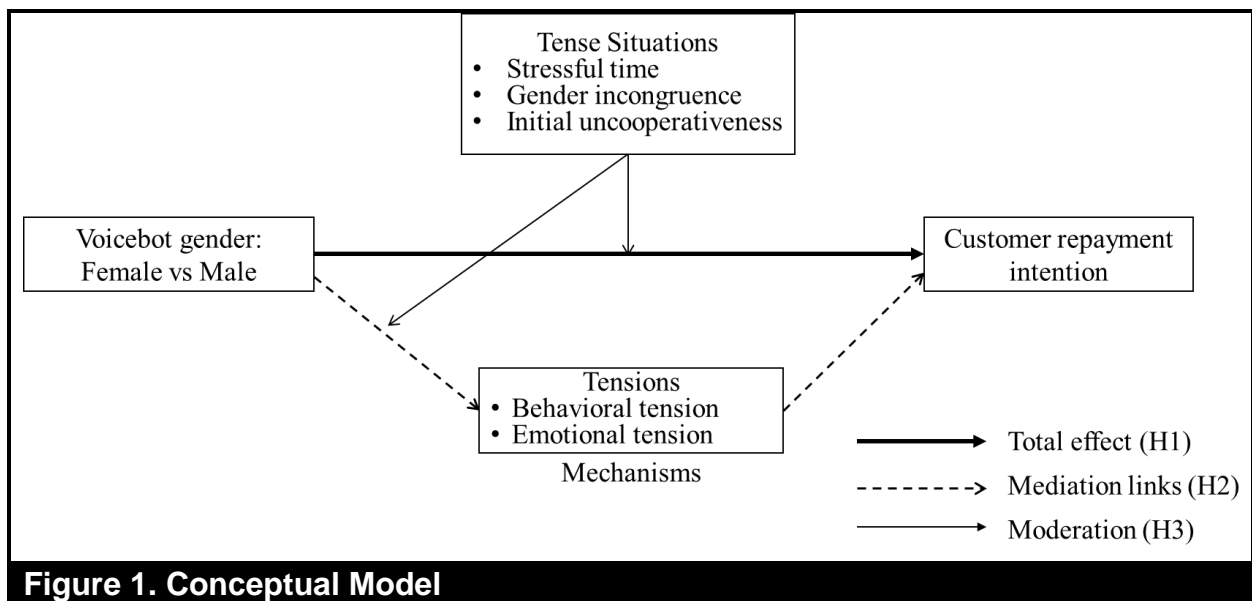 Tense Situations
• Stressful time
• Gender incongruence
• Initial uncooperativeness
Voicebot gender:
Female vs Male
Customer repayment
intention
Tensions
• Behavioral tension
• Emotional tension
Mechanisms
Total effect (H1)
Mediation links (H2)
Moderation (H3)
Figure 1. Conceptual Model